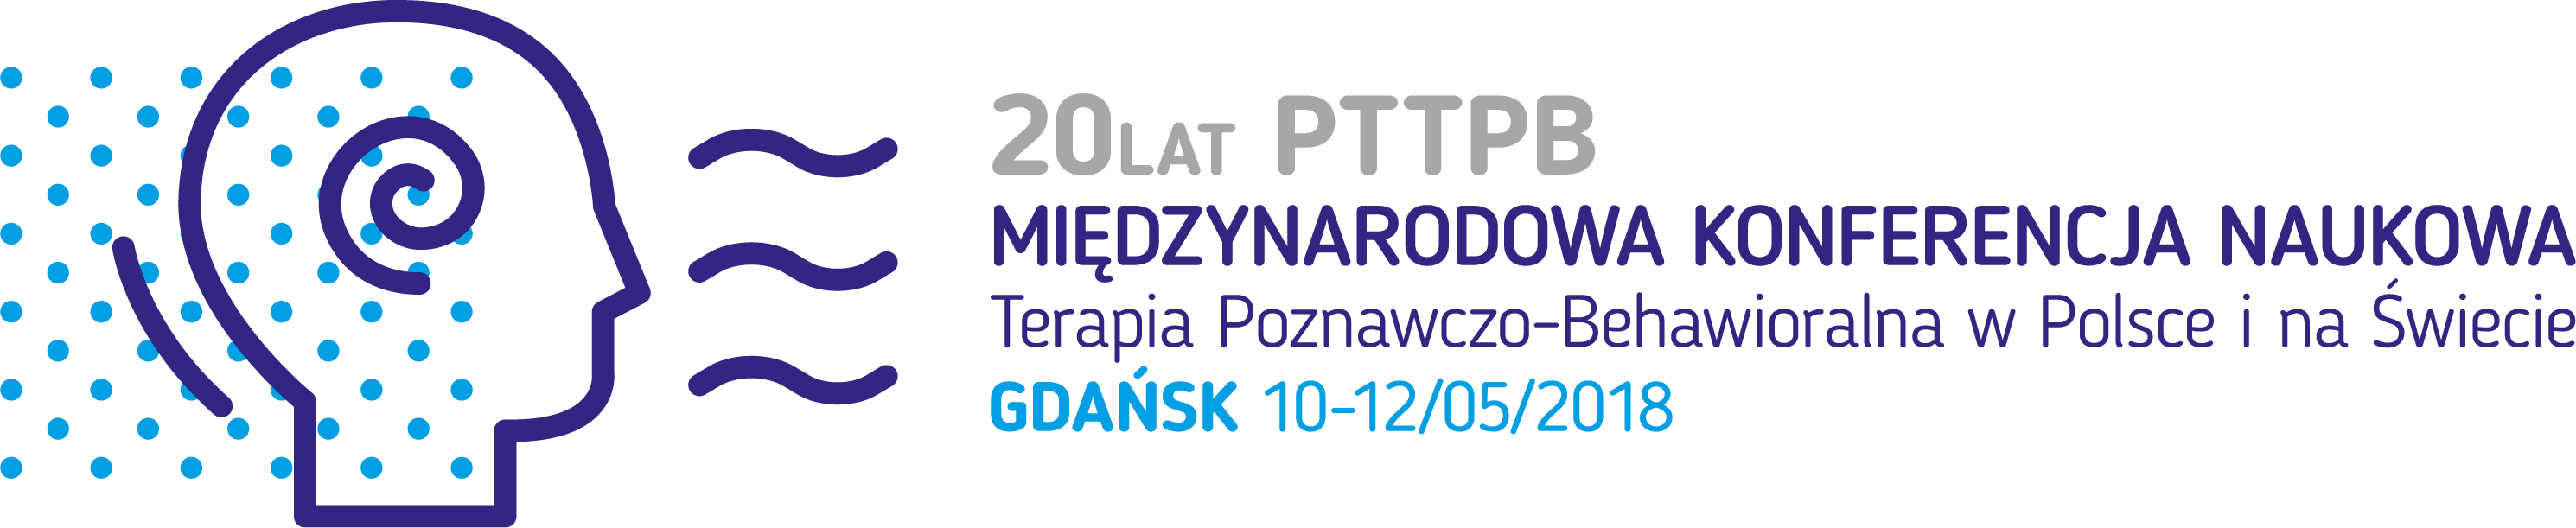 20LAT PTTPB
MIĘDZYNARODOWA KONFERENCJA NAUKOWA
Terapia Poznawczo-Behawioralna w Polsce i na Świecie
GDAŃSK 10-12/05/2018